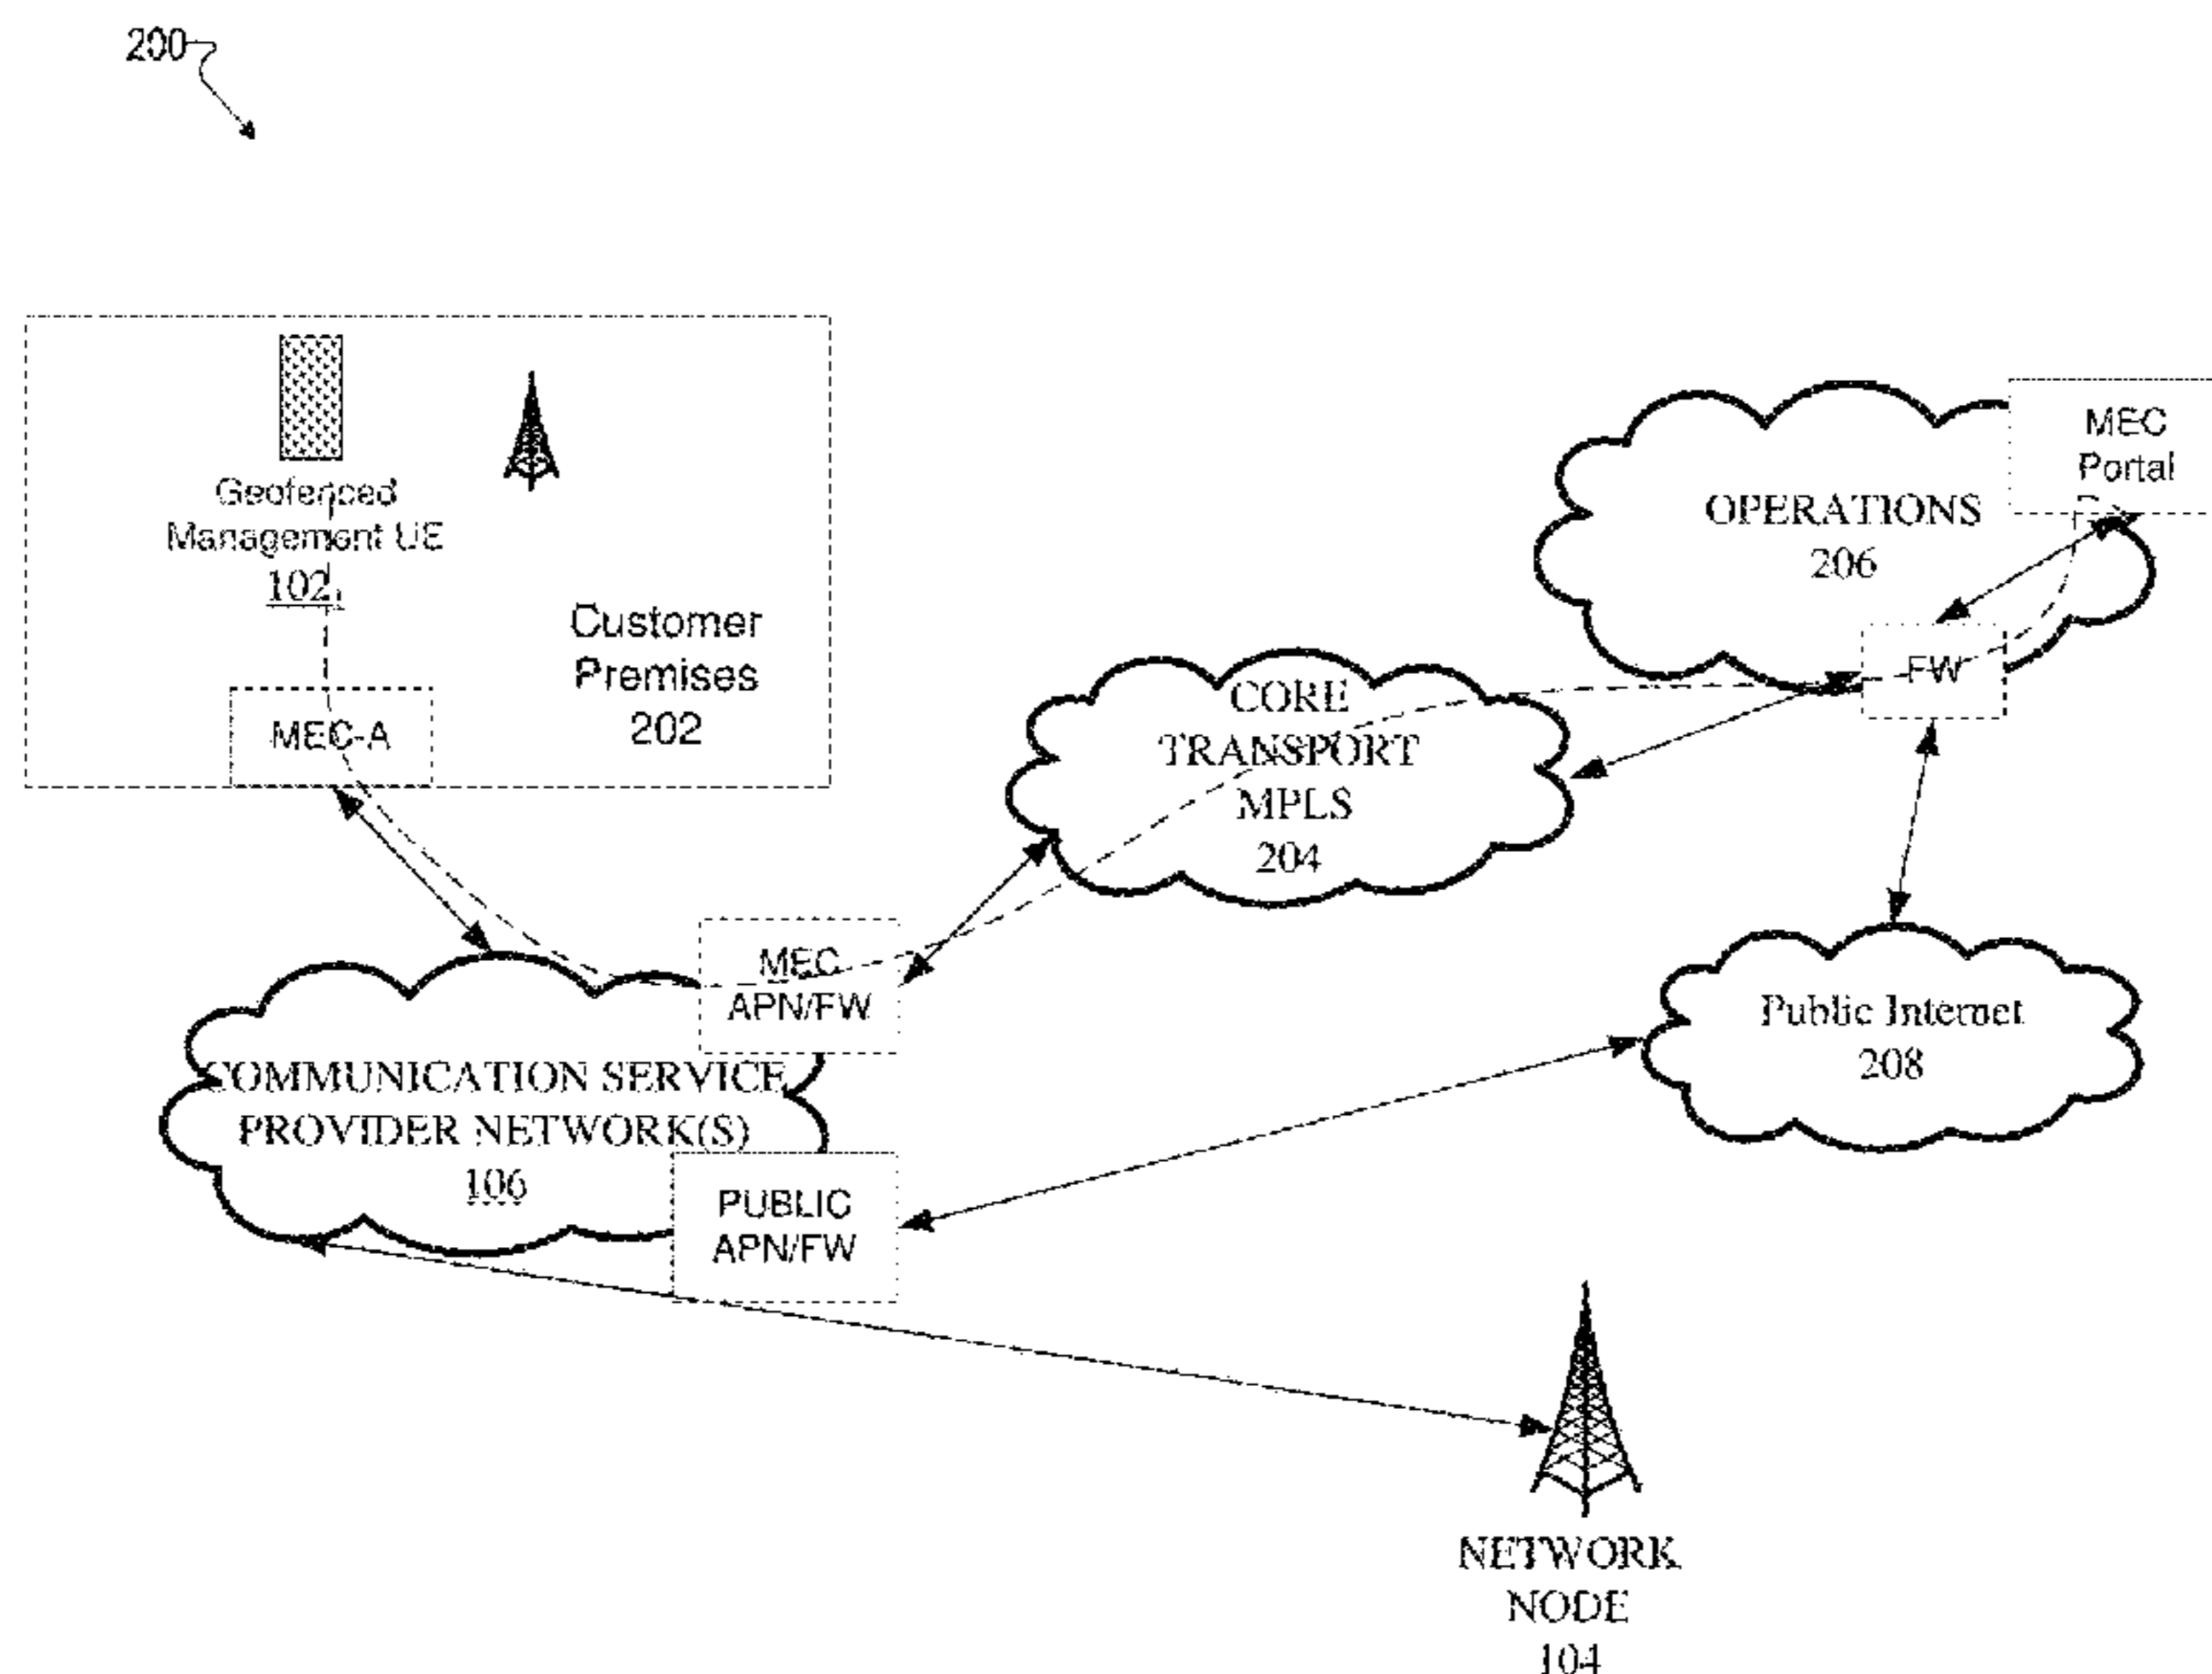 200
Geofenced
Management UE
102
Customer
Premises
202
MEC-A
MEC
Portal
OPERATIONS
206
FW
CORE
TRANSPORT
MPLS
204
MEC
APN/FW
Public Internet
208
COMMUNICATION SERVICE
PROVIDER NETWORK(S)
106
PUBLIC
APN/FW
NETWORK
NODE
104